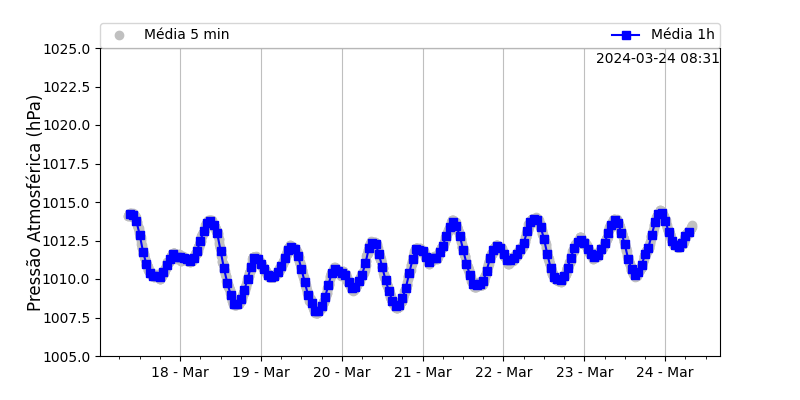 Média 5 min
Média 1h
2024-03-24 08:31
Pressão Atmosférica (hPa)
1025.0
1022.5
1020.0
1017.5
1015.0
1012.5
1010.0
1007.5
1005.0
18 - Mar
19 - Mar
20 - Mar
21 - Mar
22 - Mar
23 - Mar
24 - Mar